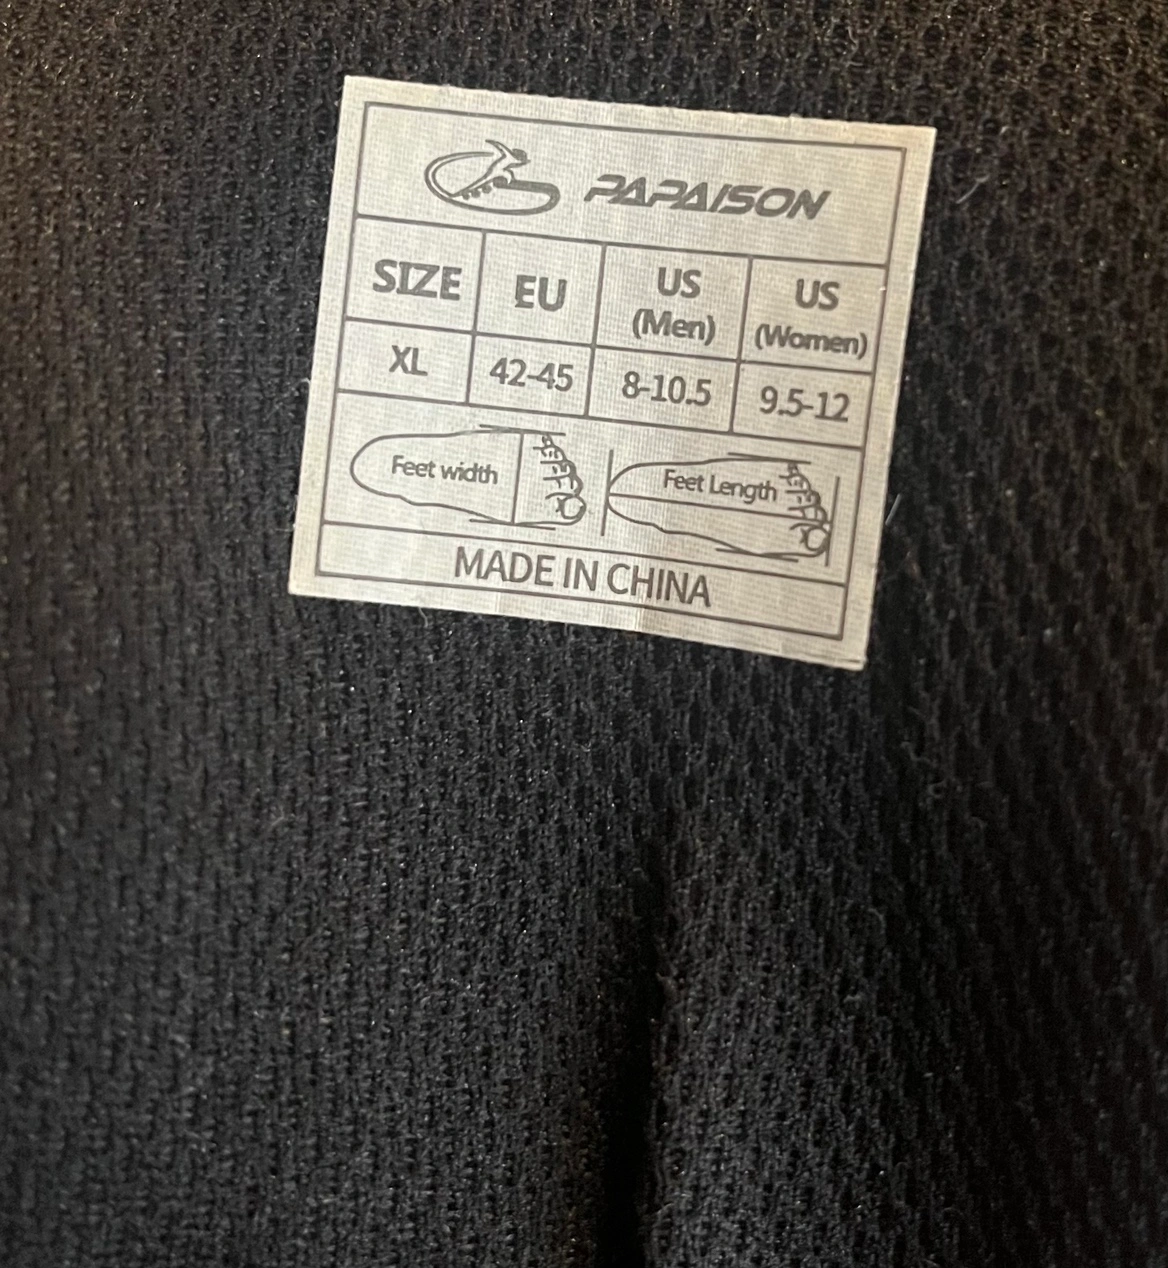 PAPAISON
SIZE EU US (Men) US (Women)
XL 42-45 8-10.5 9.5-12
Feet width Feet Length
MADE IN CHINA